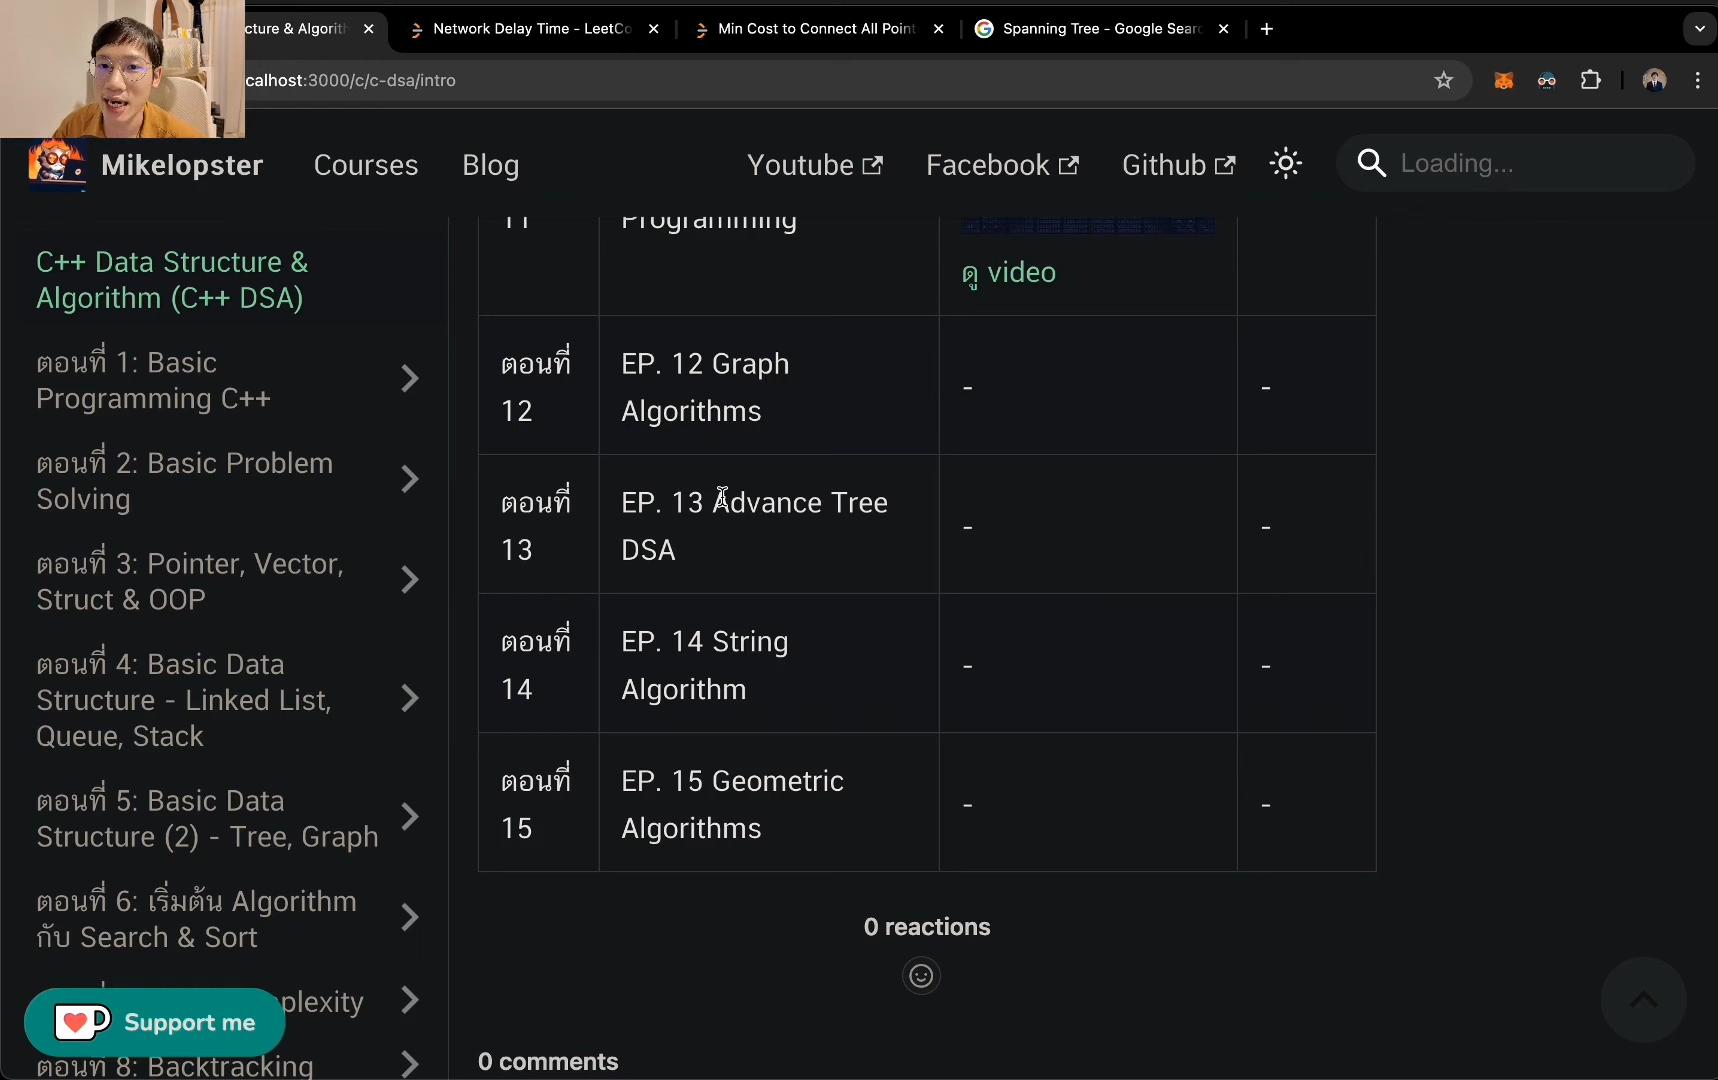 cture & Algorith
Network Delay Time - LeetCo
Min Cost to Connect All Point
Spanning Tree - Google Searc
calhost:3000/c/c-dsa/intro
Mikelopster
Courses
Blog
Youtube
Facebook
Github
Loading...
C++ Data Structure &
Algorithm (C++ DSA)
ตอนที่ 1: Basic
Programming C++
ตอนที่ 2: Basic Problem
Solving
ตอนที่ 3: Pointer, Vector,
Struct & OOP
ตอนที่ 4: Basic Data
Structure - Linked List,
Queue, Stack
ตอนที่ 5: Basic Data
Structure (2) - Tree, Graph
ตอนที่ 6: เริ่มต้น Algorithm
กับ Search & Sort
plexity
ตอนที่ 8: Backtracking
Support me
11
Programming
ดู video
ตอนที่
12
EP. 12 Graph
Algorithms
-
-
ตอนที่
13
EP. 13 Advance Tree
DSA
-
-
ตอนที่
14
EP. 14 String
Algorithm
-
-
ตอนที่
15
EP. 15 Geometric
Algorithms
-
-
0 reactions
0 comments